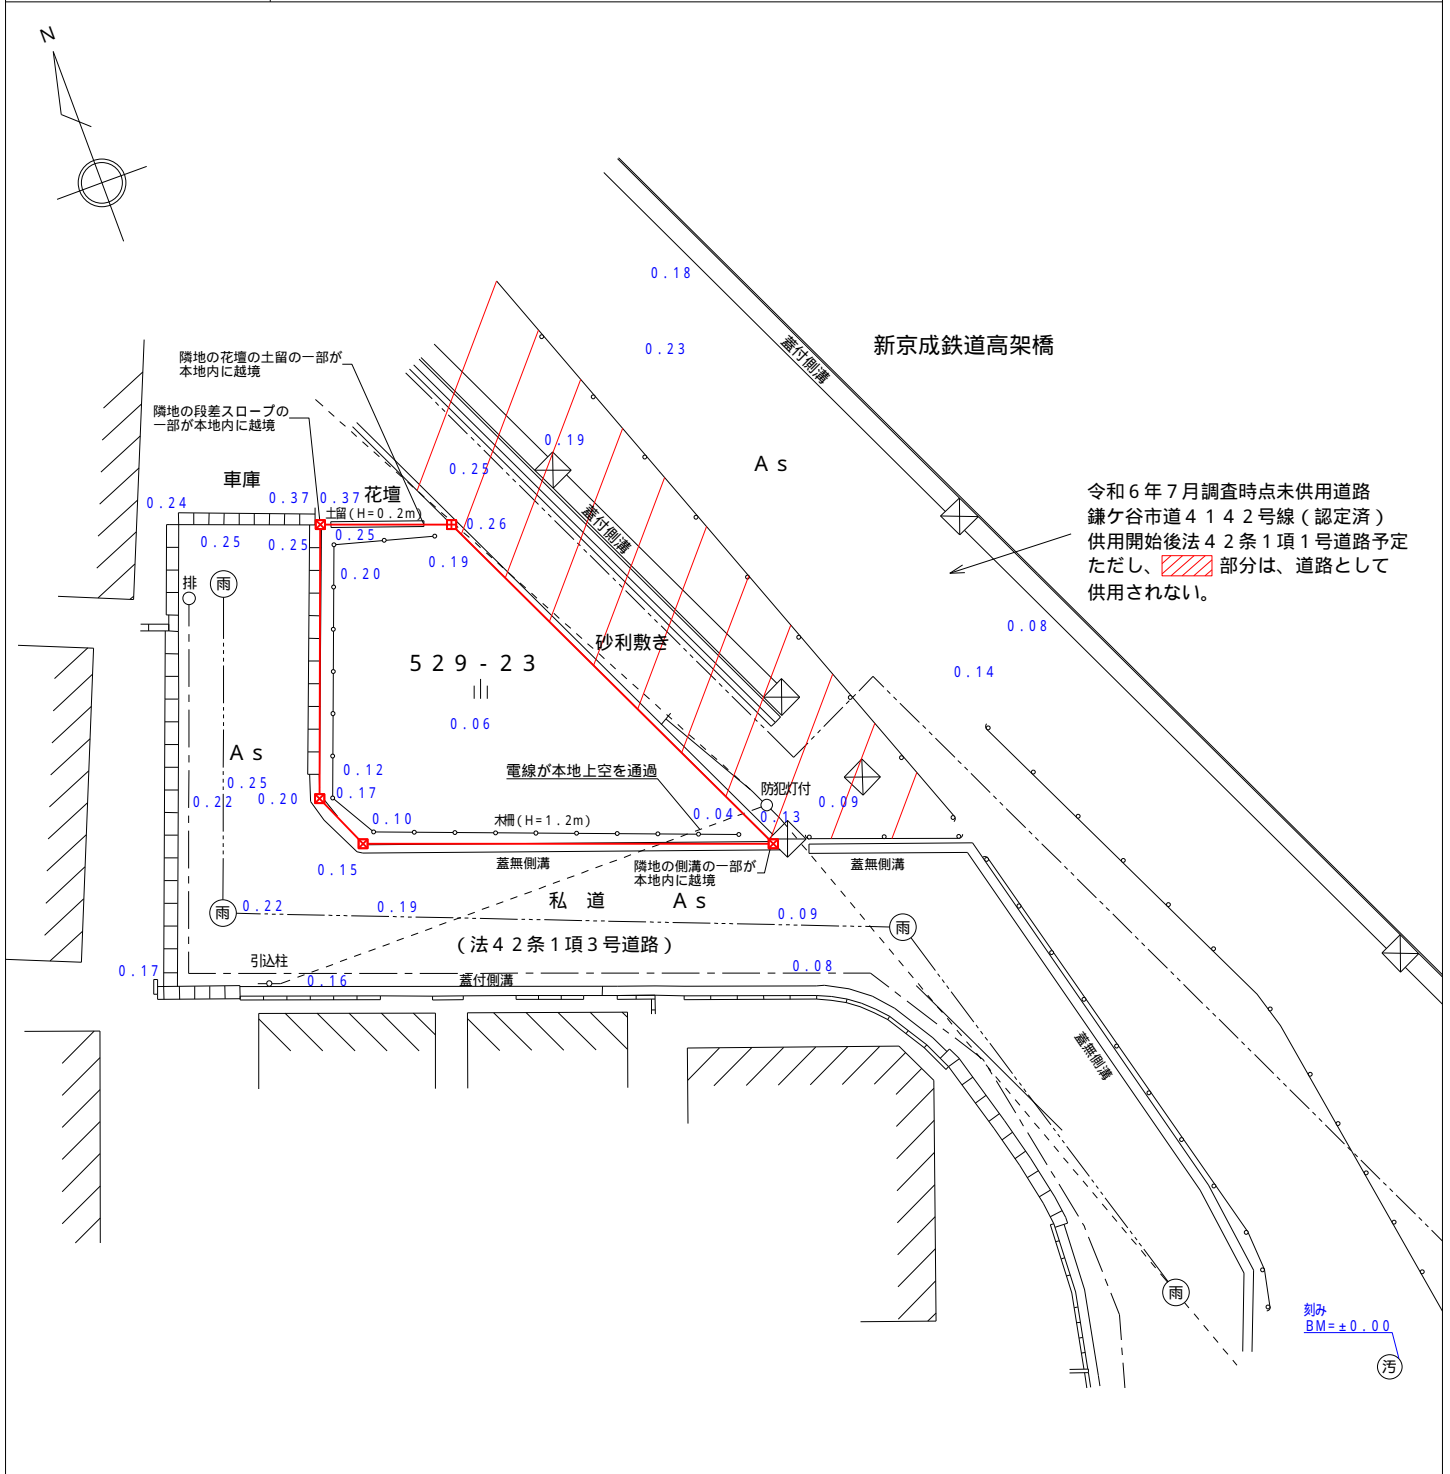 N
0.18
0.23
新京成鉄道高架橋
蓋付側溝
隣地の花壇の土留の一部が
本地内に越境
隣地の段差スロープの
一部が本地内に越境
0.19
As
0.25
車庫
花壇
0.24
0.37
0.37
土留(H=0.2m)
0.26
蓋付側溝
令和6年7月調査時点未供用道路
鎌ケ谷市道4142号線(認定済)
供用開始後法42条1項1号道路予定
ただし、 部分は、道路として
供用されない。
0.25
0.25
0.25
0.19
0.20
排
雨
砂利敷き
0.08
529-23
0.14
0.06
As
0.12
電線が本地上空を通過
0.25
0.17
防犯灯付
0.22
0.20
0.09
0.10
木柵(H=1.2m)
0.04
0.13
0.15
蓋無側溝
隣地の側溝の一部が
本地内に越境
蓋無側溝
私道
As
雨
0.22
0.19
0.09
雨
(法42条1項3号道路)
引込柱
0.17
0.16
蓋付側溝
0.08
蓋無側溝
雨
刻み
BM=±0.00
汚